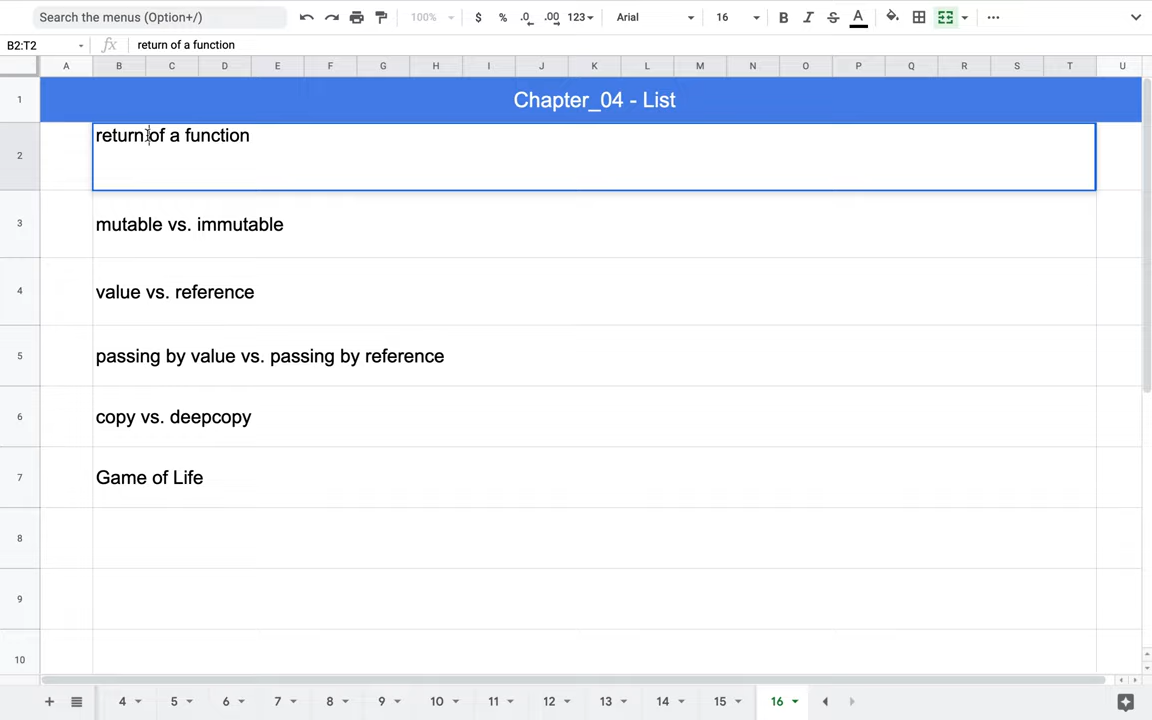 Search the menus (Option+/)
100%
$ % .0 .00 123
Arial
16
B I S A
B2:T2
fx return of a function
A B C D E F G H I J K L M N O P Q R S T U
1 Chapter_04 - List
2 return of a function
3 mutable vs. immutable
4 value vs. reference
5 passing by value vs. passing by reference
6 copy vs. deepcopy
7 Game of Life
8
9
10
4 5 6 7 8 9 10 11 12 13 14 15 16